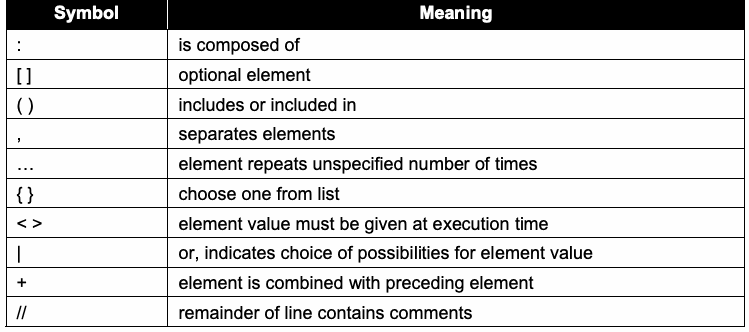 Symbol Meaning
: is composed of
[ ] optional element
( ) includes or included in
, separates elements
… element repeats unspecified number of times
{ } choose one from list
< > element value must be given at execution time
| or, indicates choice of possibilities for element value
+ element is combined with preceding element
// remainder of line contains comments